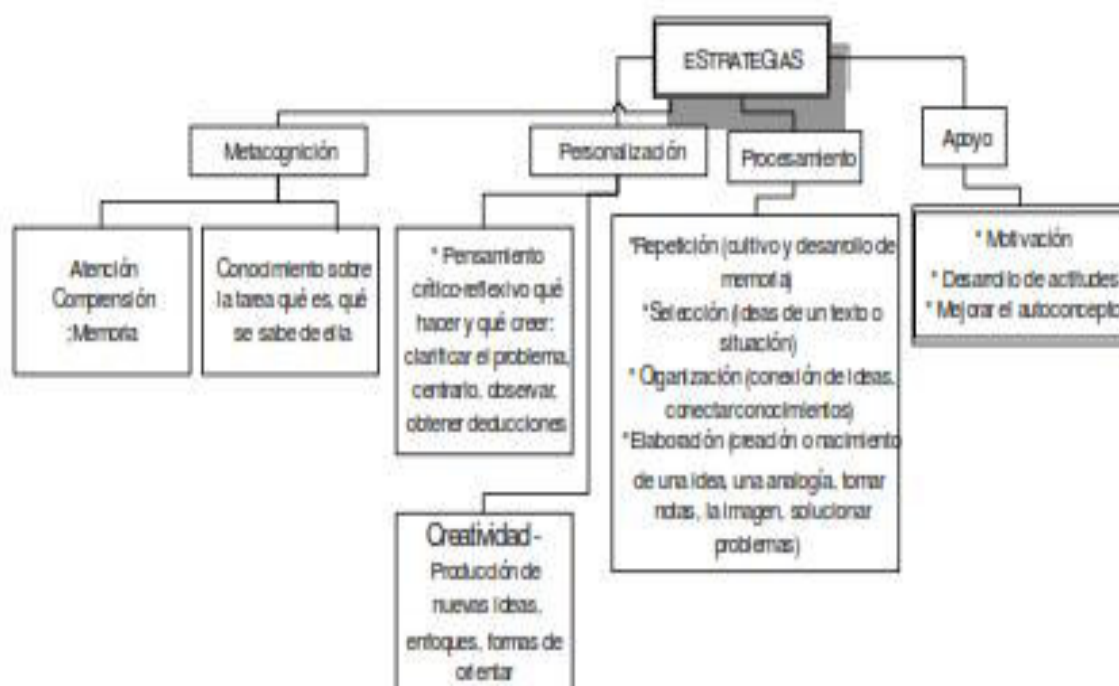 ESTRATEGIAS
Metacognición
Personalización
Procesamiento
Apoyo
Atención
Comprensión
:Memoria
Conocimiento sobre
la tarea qué es, qué
se sabe de ella
* Pensamiento
crítico-reflexivo qué
hacer y qué creer:
clarificar el problema,
centrarlo, observar,
obtener deducciones
Creatividad -
Producción de
nuevas ideas,
enfoques, formas de
orientar
*Repetición (cultivo y desarrollo de
memoria)
*Selección (ideas de un texto o
situación)
* Organización (conexión de ideas,
conectar conocimientos)
*Elaboración (creación o nacimiento
de una idea, una analogía, tomar
notas, la imagen, solucionar
problemas)
* Motivación
* Desarrollo de actitudes
* Mejorar el autoconcepto